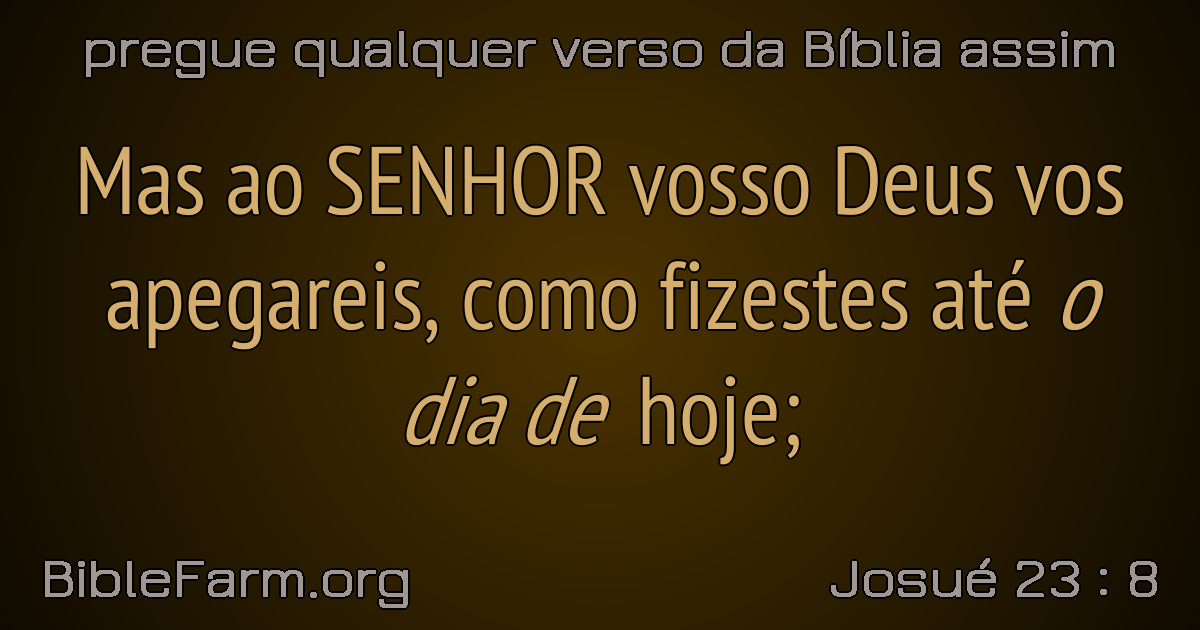 pregue qualquer verso da Bíblia assim
Mas ao SENHOR vosso Deus vos
apegareis, como fizestes até o
dia de hoje;
BibleFarm.org
Josué 23 : 8